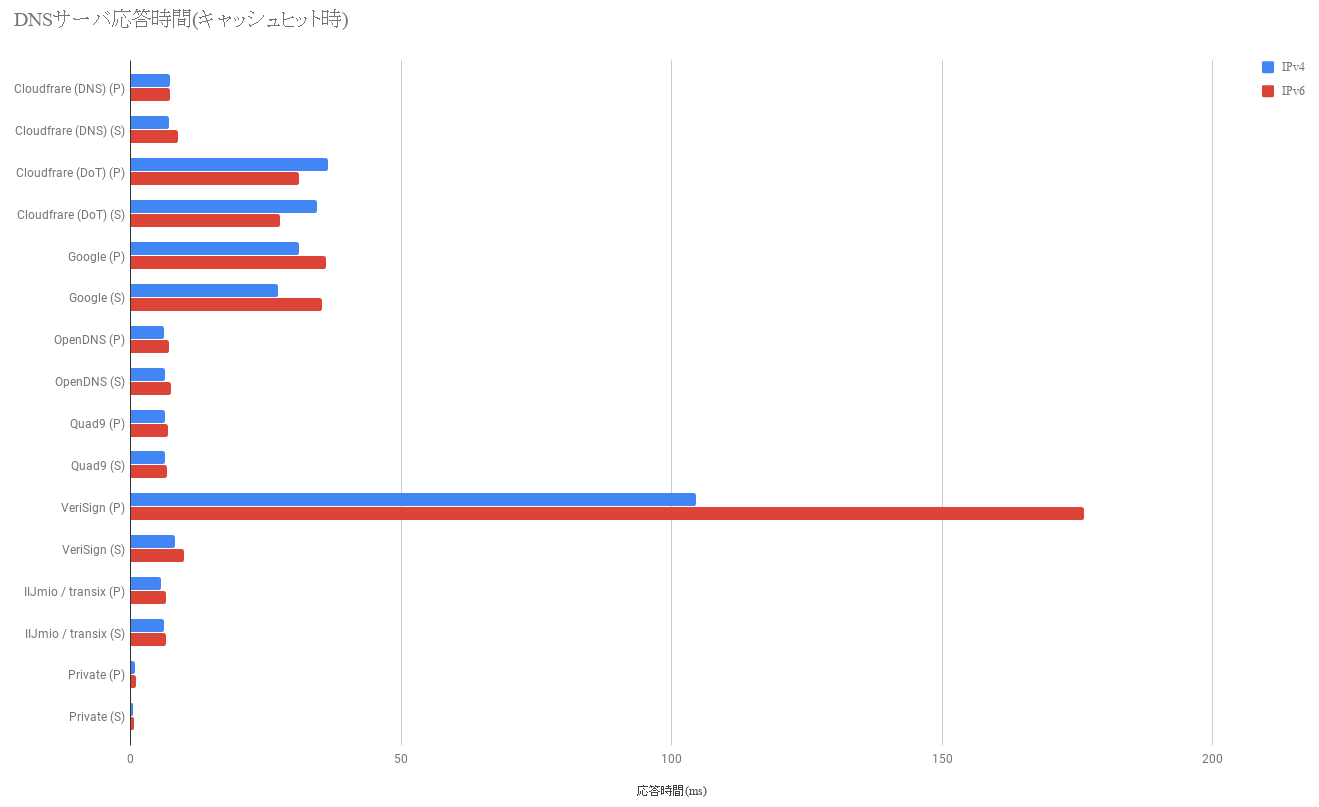 DNSサーバ応答時間(キャッシュヒット時)
IPv4
IPv6
Cloudfrare (DNS) (P)
Cloudfrare (DNS) (S)
Cloudfrare (DoT) (P)
Cloudfrare (DoT) (S)
Google (P)
Google (S)
OpenDNS (P)
OpenDNS (S)
Quad9 (P)
Quad9 (S)
VeriSign (P)
VeriSign (S)
IIJmio / transix (P)
IIJmio / transix (S)
Private (P)
Private (S)
0 50 100 150 200
応答時間(ms)